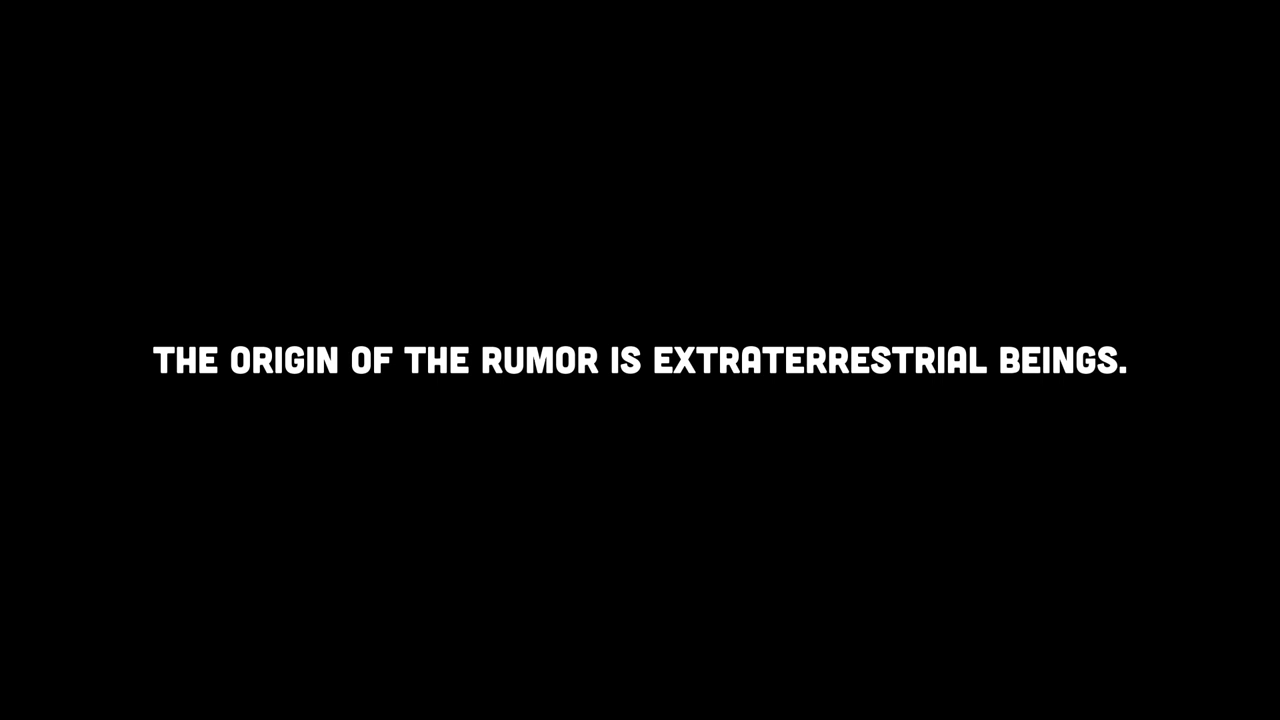 THE ORIGIN OF THE RUMOR IS EXTRATERRESTRIAL BEINGS.